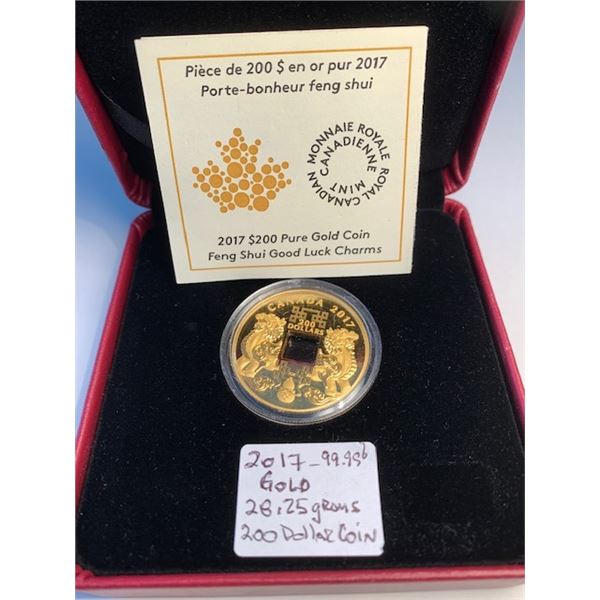 Pièce de 200 $ en or pur 2017
Porte-bonheur feng shui
MONNAIE ROYALE CANADIENNE
ROYAL CANADIAN MINT
2017 $200 Pure Gold Coin
Feng Shui Good Luck Charms
CANADA 2017
200
DOLLARS
2017-99.99%
GOLD
28.25 grams
200 Dollar COIN